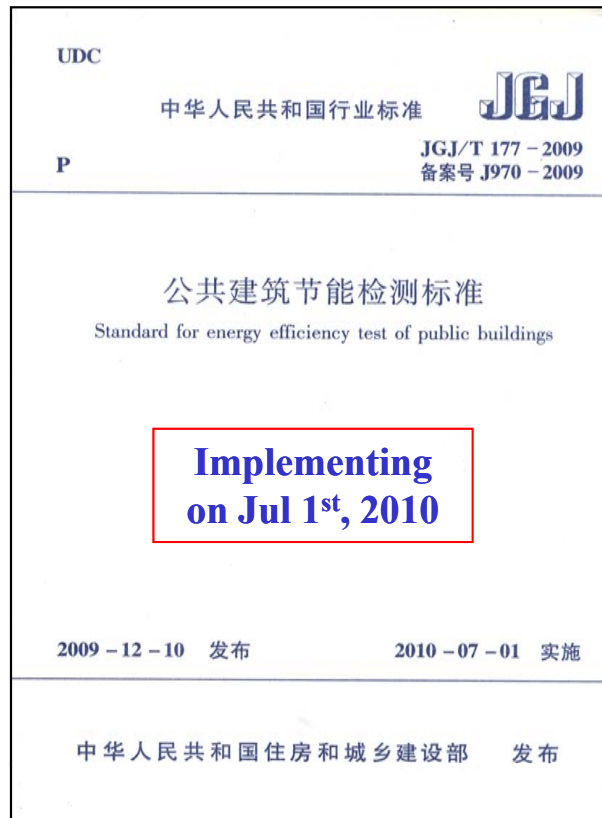 UDC
中华人民共和国行业标准 JGJ
JGJ/T 177－2009
P 备案号 J970－2009
公共建筑节能检测标准
Standard for energy efficiency test of public buildings
Implementing
on Jul 1st, 2010
2009－12－10 发布 2010－07－01 实施
中华人民共和国住房和城乡建设部 发布